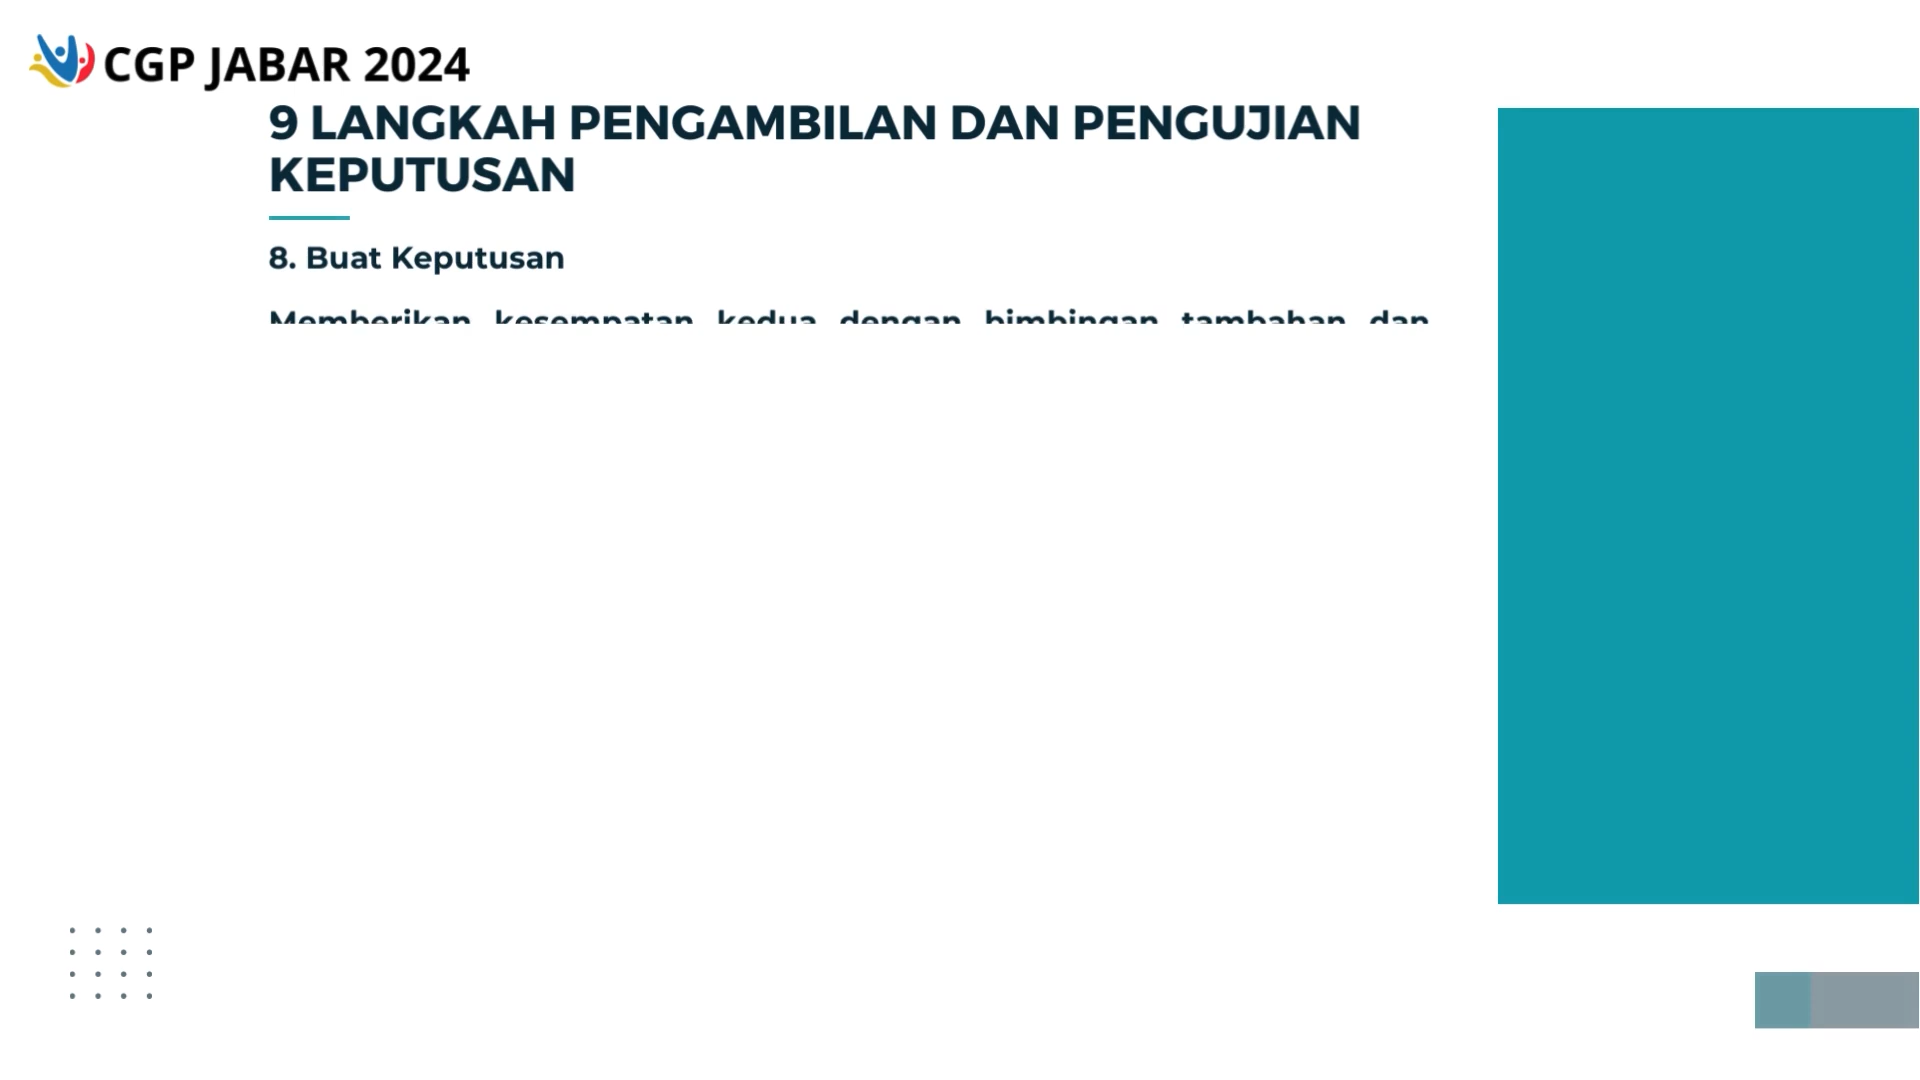 CGP JABAR 2024
9 LANGKAH PENGAMBILAN DAN PENGUJIAN
KEPUTUSAN
8. Buat Keputusan
Memberikan kesempatan kedua dengan bimbingan tambahan dan